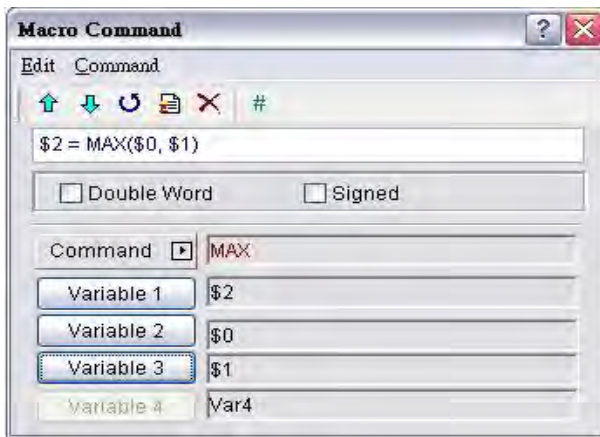 Macro Command
Edit Command
#
$2 = MAX($0, $1)
Double Word Signed
Command MAX
Variable 1 $2
Variable 2 $0
Variable 3 $1
Variable 4 Var4